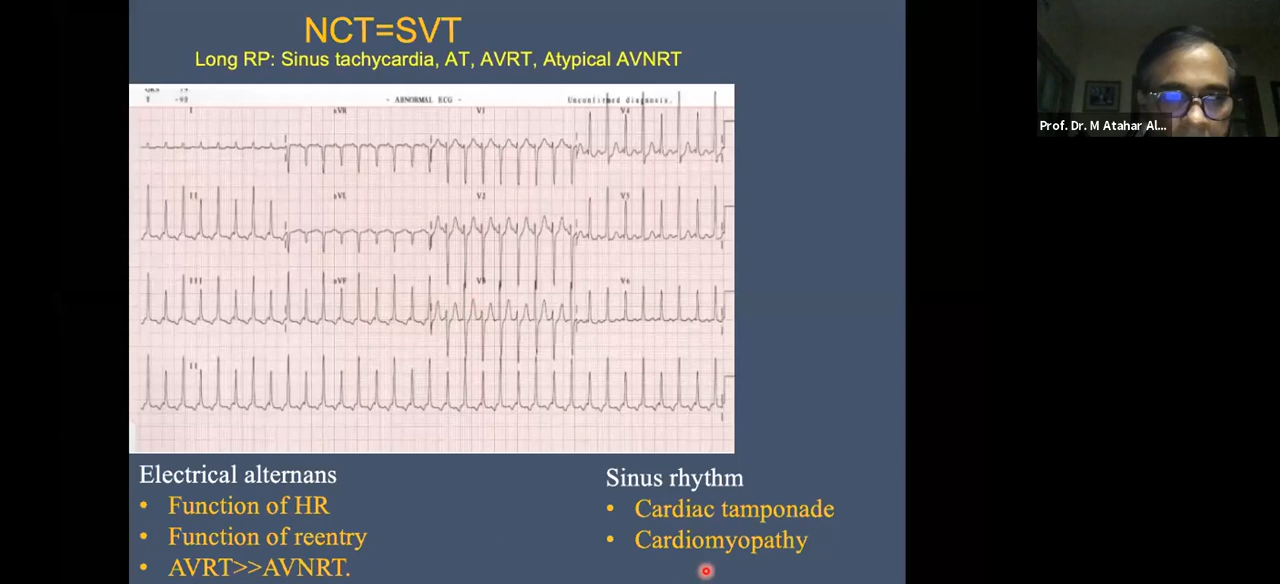 NCT=SVT
Long RP: Sinus tachycardia, AT, AVRT, Atypical AVNRT
T -90 - ABNORMAL ECG - Unconfirmed diagnosis.
I aVR V1 V4
II aVL V2 V5
III aVF V3 V6
II
Electrical alternans
• Function of HR
• Function of reentry
• AVRT>>AVNRT.
Sinus rhythm
• Cardiac tamponade
• Cardiomyopathy
Prof. Dr. M Atahar Al...